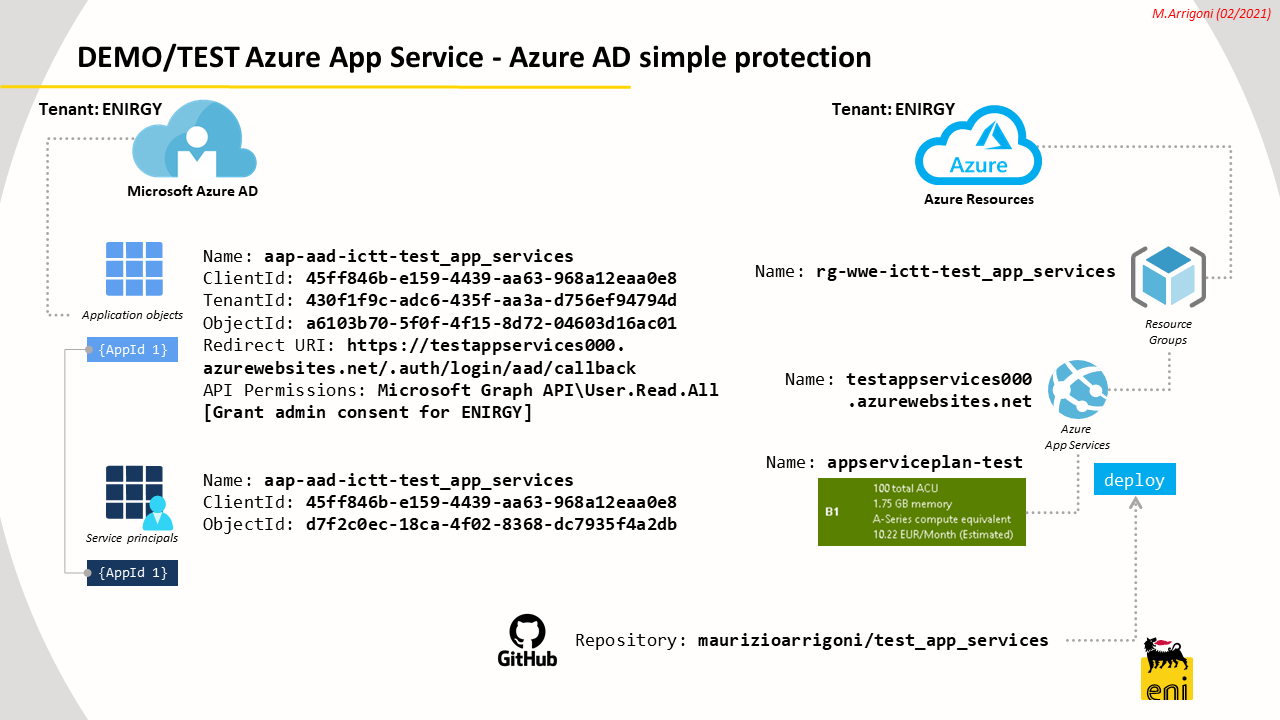 M.Arrigoni (02/2021)
DEMO/TEST Azure App Service - Azure AD simple protection
Tenant: ENIRGY
Microsoft Azure AD
Application objects
{AppId 1}
Name: aap-aad-ictt-test_app_services
ClientId: 45ff846b-e159-4439-aa63-968a12eaa0e8
TenantId: 430f1f9c-adc6-435f-aa3a-d756ef94794d
ObjectId: a6103b70-5f0f-4f15-8d72-04603d16ac01
Redirect URI: https://testappservices000.
azurewebsites.net/.auth/login/aad/callback
API Permissions: Microsoft Graph API\User.Read.All
[Grant admin consent for ENIRGY]
Service principals
{AppId 1}
Name: aap-aad-ictt-test_app_services
ClientId: 45ff846b-e159-4439-aa63-968a12eaa0e8
ObjectId: d7f2c0ec-18ca-4f02-8368-dc7935f4a2db
Tenant: ENIRGY
Azure
Azure Resources
Name: rg-wwe-ictt-test_app_services
Resource
Groups
Name: testappservices000
.azurewebsites.net
Azure
App Services
Name: appserviceplan-test
B1
100 total ACU
1.75 GB memory
A-Series compute equivalent
10.22 EUR/Month (Estimated)
deploy
GitHub
Repository: maurizioarrigoni/test_app_services
eni